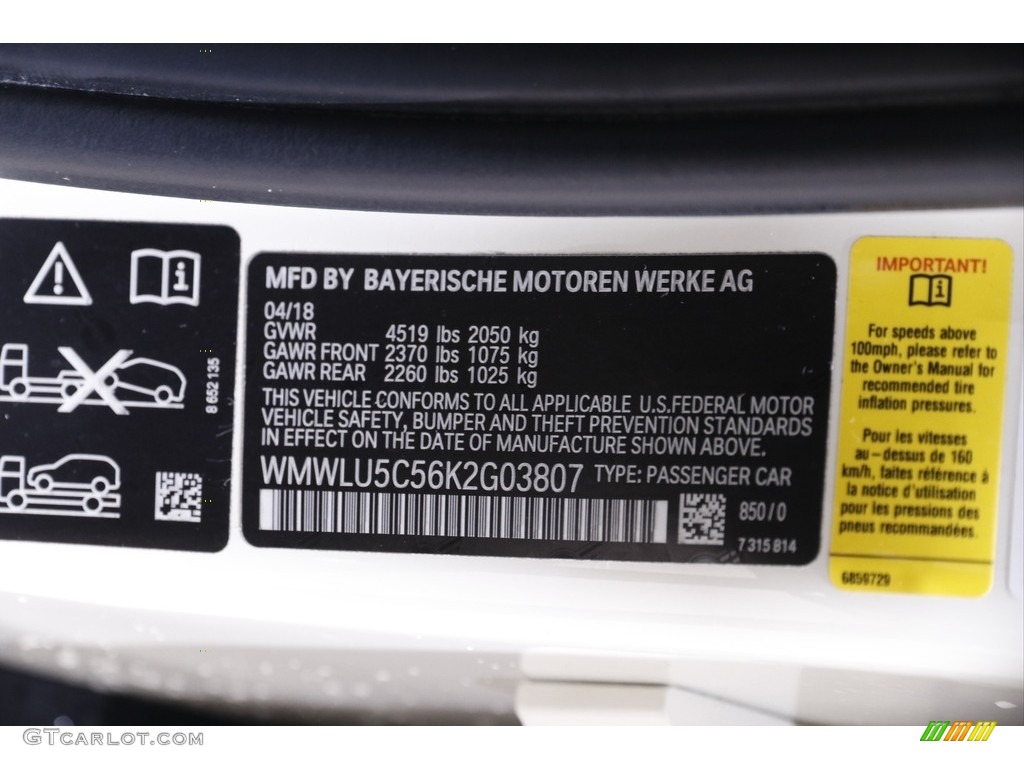 8 652 135
MFD BY BAYERISCHE MOTOREN WERKE AG
04/18
GVWR 4519 lbs 2050 kg
GAWR FRONT 2370 lbs 1075 kg
GAWR REAR 2260 lbs 1025 kg
THIS VEHICLE CONFORMS TO ALL APPLICABLE U.S.FEDERAL MOTOR
VEHICLE SAFETY, BUMPER AND THEFT PREVENTION STANDARDS
IN EFFECT ON THE DATE OF MANUFACTURE SHOWN ABOVE.
WMWLU5C56K2G03807 TYPE: PASSENGER CAR
850/0
7 315 814
IMPORTANT!
For speeds above
100mph, please refer to
the Owner's Manual for
recommended tire
inflation pressures.
Pour les vitesses
au-dessus de 160
km/h, faites référence à
la notice d'utilisation
pour les pressions des
pneus recommandées.
6859729
GTCARLOT.COM